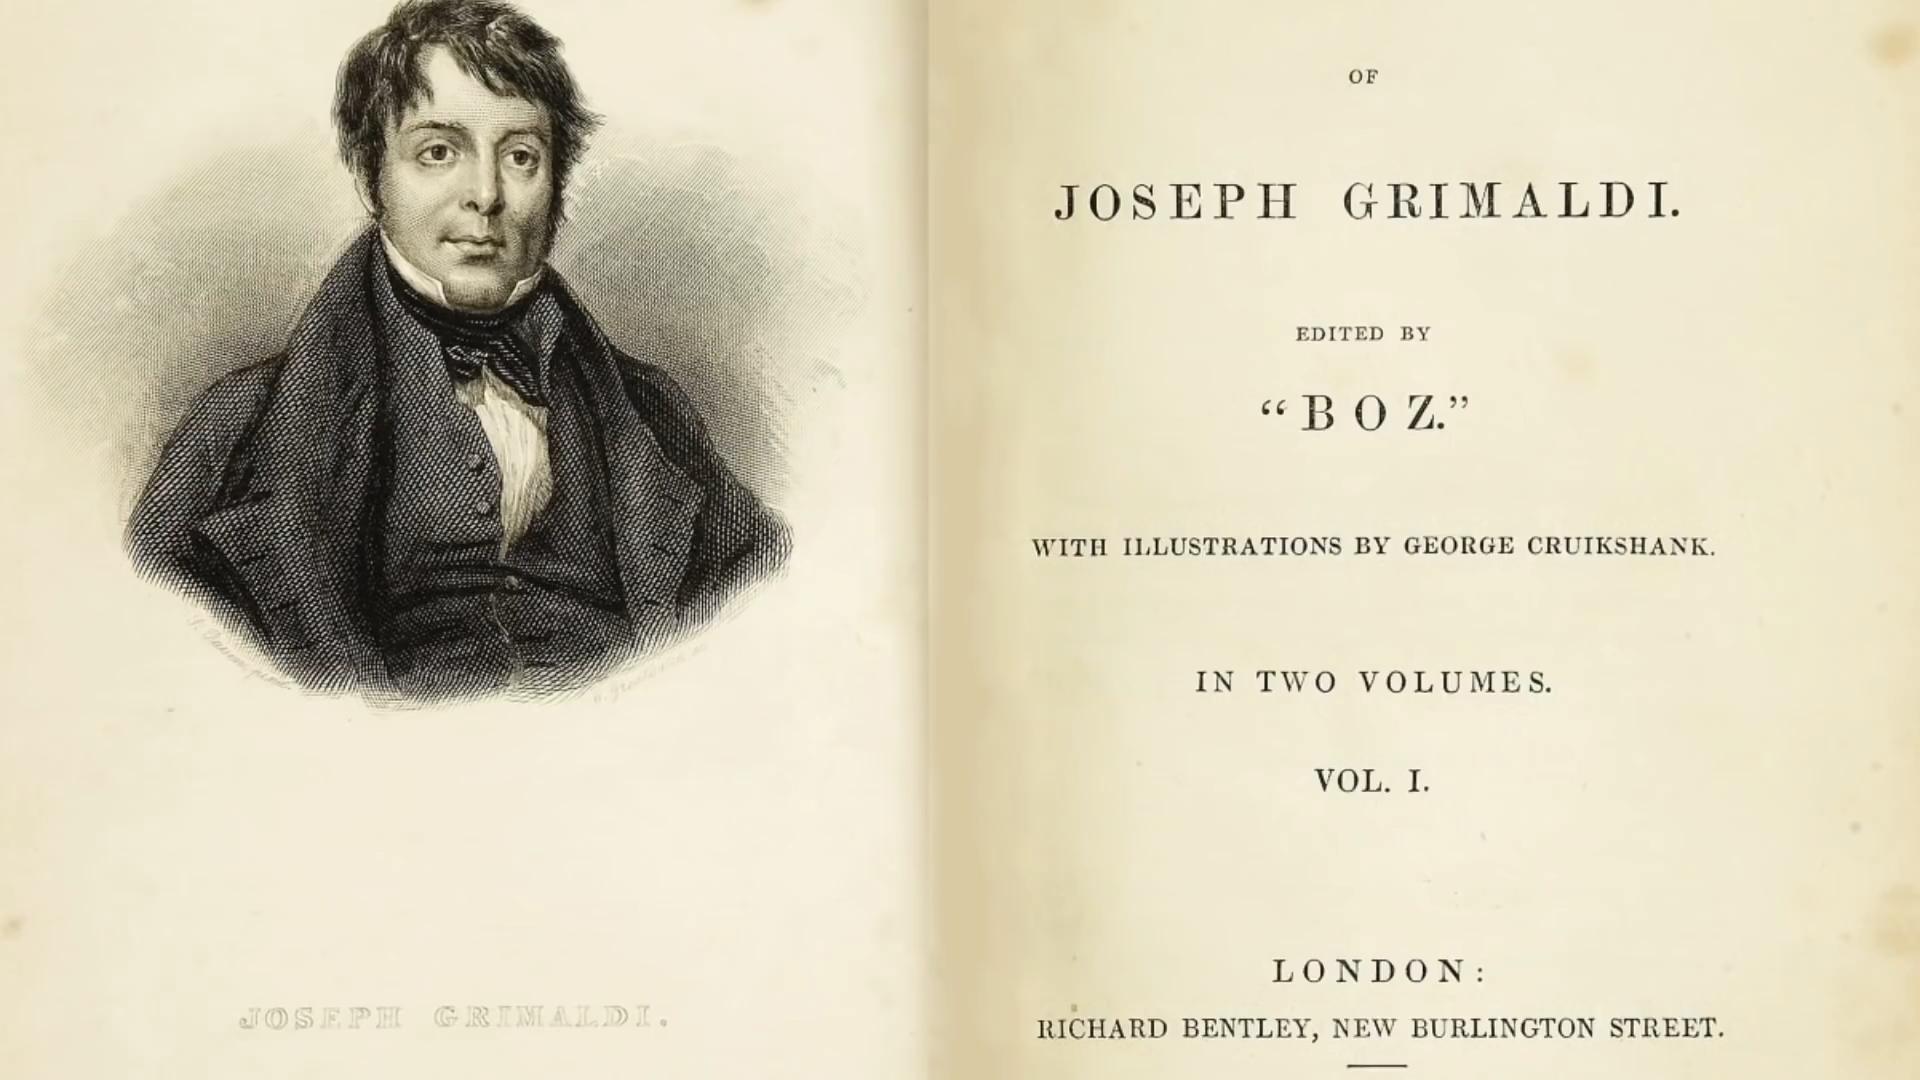 JOSEPH GRIMALDI.
OF
JOSEPH GRIMALDI.
EDITED BY
“BOZ.”
WITH ILLUSTRATIONS BY GEORGE CRUIKSHANK.
IN TWO VOLUMES.
VOL. I.
LONDON:
RICHARD BENTLEY, NEW BURLINGTON STREET.